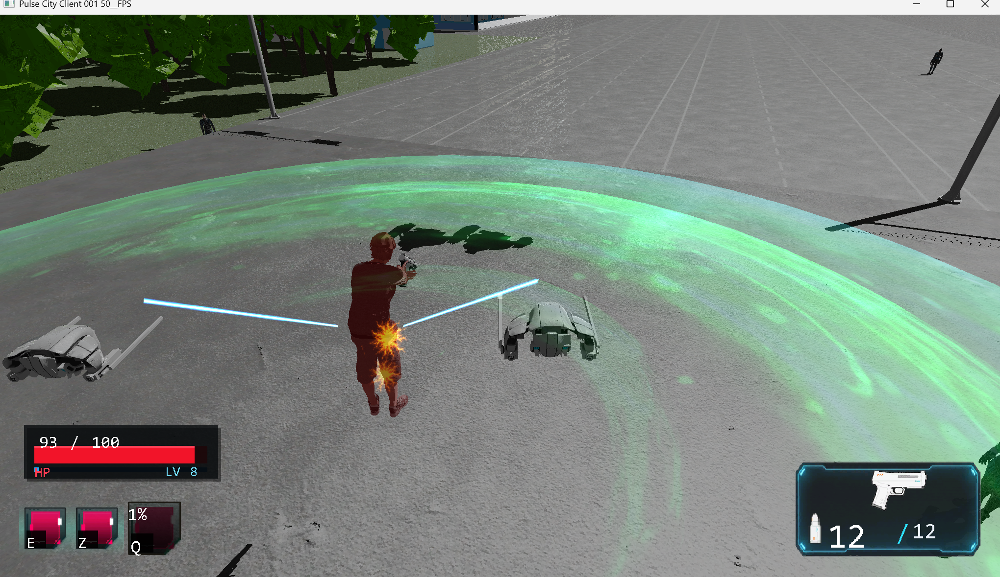 Pulse City Client 001 50__FPS
93 / 100
HP
LV 8
1%
E
Z
Q
12 / 12